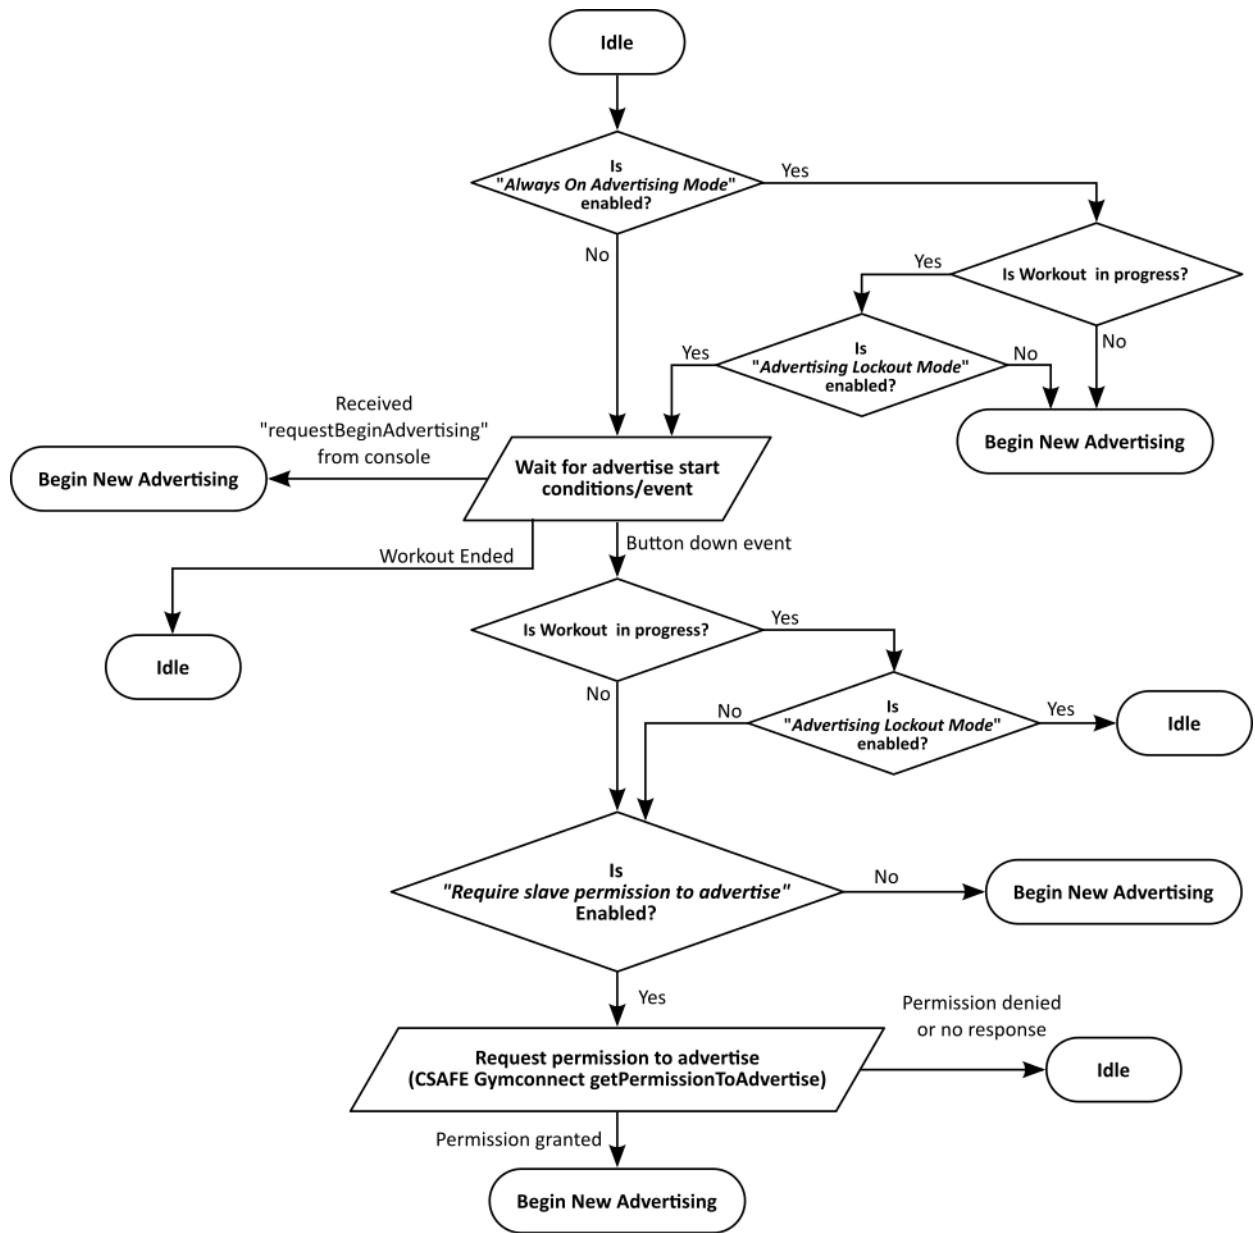 Idle
Is
"Always On Advertising Mode"
enabled?
Yes
No
Is Workout in progress?
Yes
No
Is
"Advertising Lockout Mode"
enabled?
Yes
No
Begin New Advertising
Received
"requestBeginAdvertising"
from console
Begin New Advertising
Wait for advertise start
conditions/event
Workout Ended
Button down event
Idle
Is Workout in progress?
Yes
No
Is
"Advertising Lockout Mode"
enabled?
No
Yes
Idle
Is
"Require slave permission to advertise"
Enabled?
No
Begin New Advertising
Yes
Request permission to advertise
(CSAFE Gymconnect getPermissionToAdvertise)
Permission denied
or no response
Idle
Permission granted
Begin New Advertising